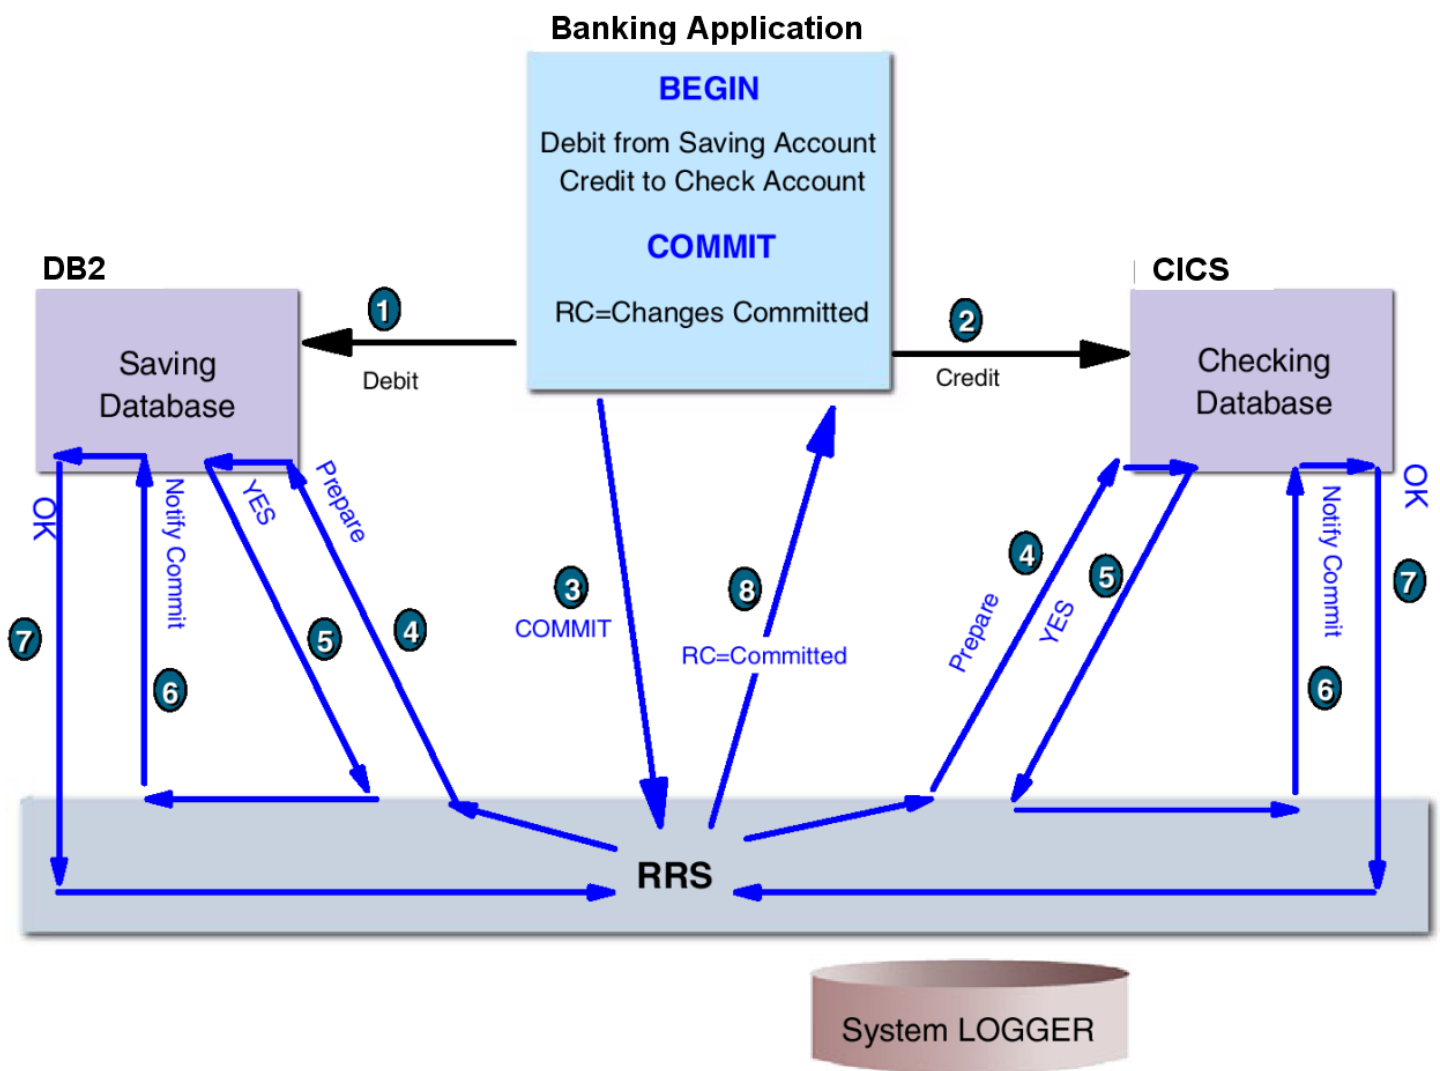 Banking Application
BEGIN
Debit from Saving Account
Credit to Check Account
COMMIT
RC=Changes Committed
DB2
Saving
Database
1
Debit
2
Credit
CICS
Checking
Database
OK
Notify Commit
YES
Prepare
7
6
5
4
3
COMMIT
8
RC=Committed
4
Prepare
5
YES
Notify Commit
6
OK
7
RRS
System LOGGER